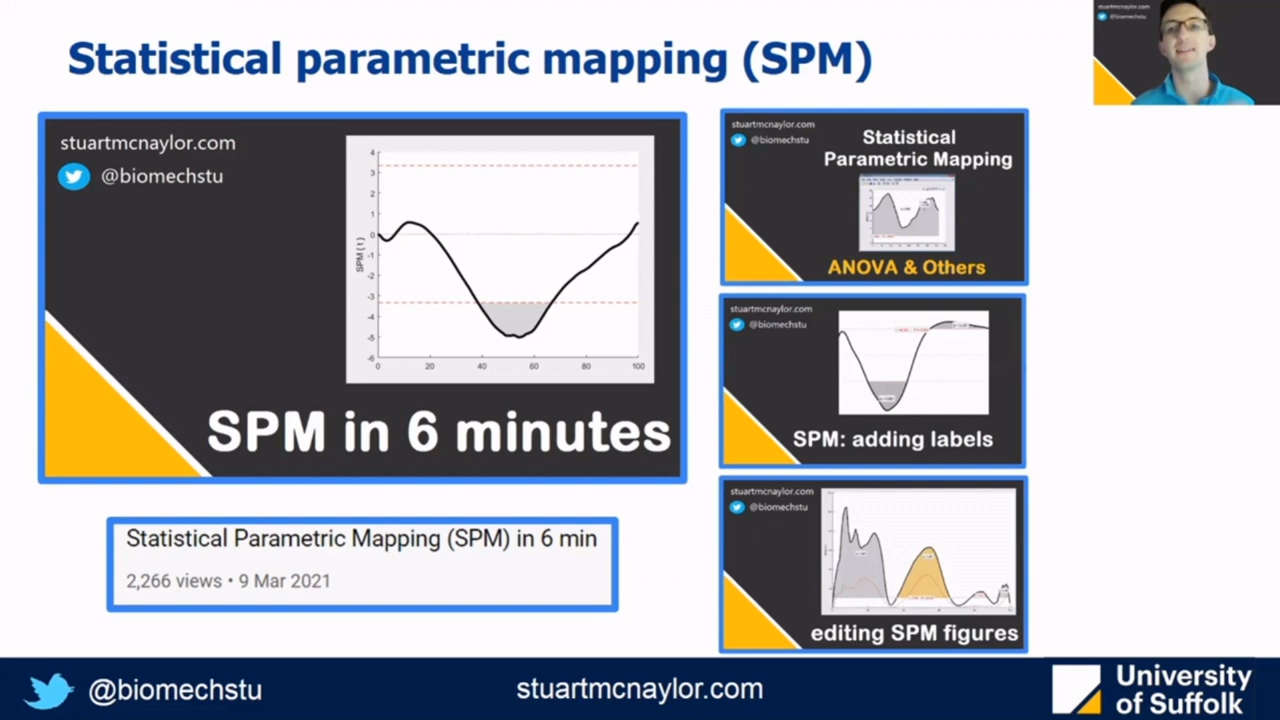 Statistical parametric mapping (SPM)
stuartmcnaylor.com
@biomechstu
stuartmcnaylor.com
@biomechstu
4
3
2
1
0
-1
-2
-3
-4
-5
-6
SPM { t }
0
20
40
60
80
100
SPM in 6 minutes
Statistical Parametric Mapping (SPM) in 6 min
2,266 views • 9 Mar 2021
stuartmcnaylor.com
@biomechstu
Statistical
Parametric Mapping
ANOVA & Others
stuartmcnaylor.com
@biomechstu
SPM: adding labels
stuartmcnaylor.com
@biomechstu
editing SPM figures
@biomechstu
stuartmcnaylor.com
University
of Suffolk